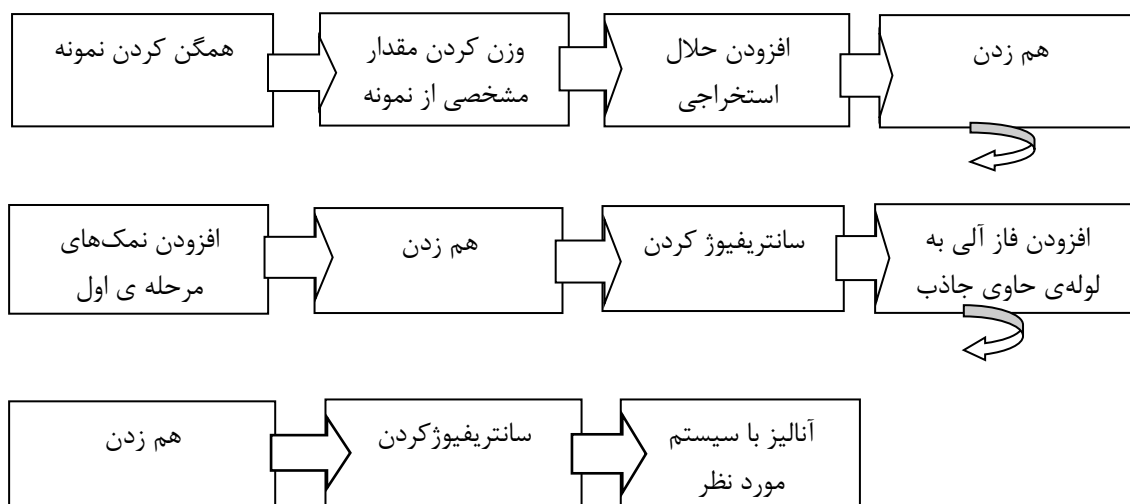 همگن کردن نمونه
وزن کردن مقدار
مشخصی از نمونه
افزودن حلال
استخراجی
هم زدن
افزودن نمک‌های
مرحله ی اول
هم زدن
سانتریفیوژ کردن
افزودن فاز آلی به
لوله‌ی حاوی جاذب
هم زدن
سانتریفیوژکردن
آنالیز با سیستم
مورد نظر